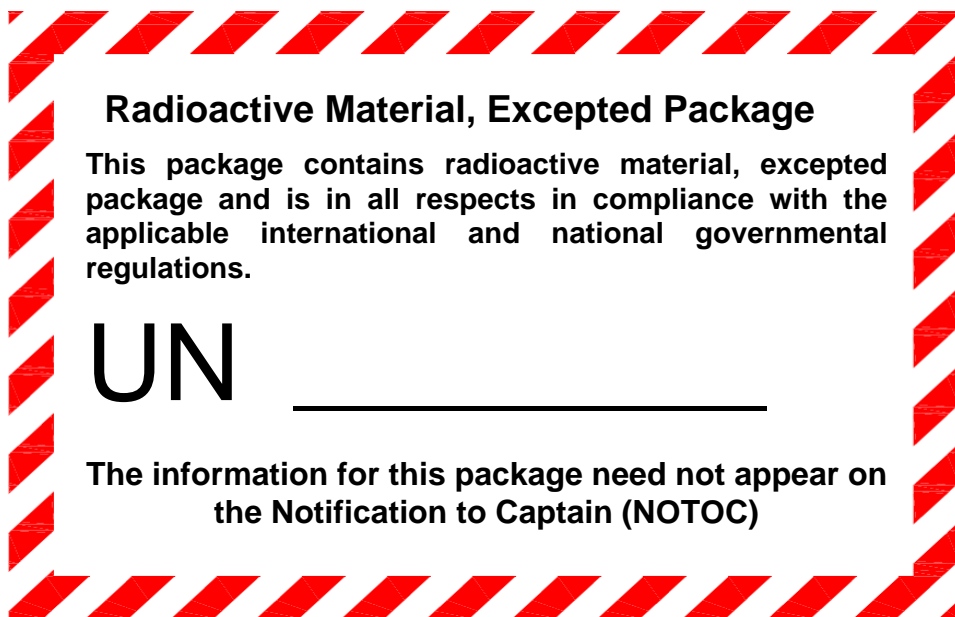 Radioactive Material, Excepted Package
This package contains radioactive material, excepted
package and is in all respects in compliance with the
applicable international and national governmental
regulations.
UN
The information for this package need not appear on
the Notification to Captain (NOTOC)